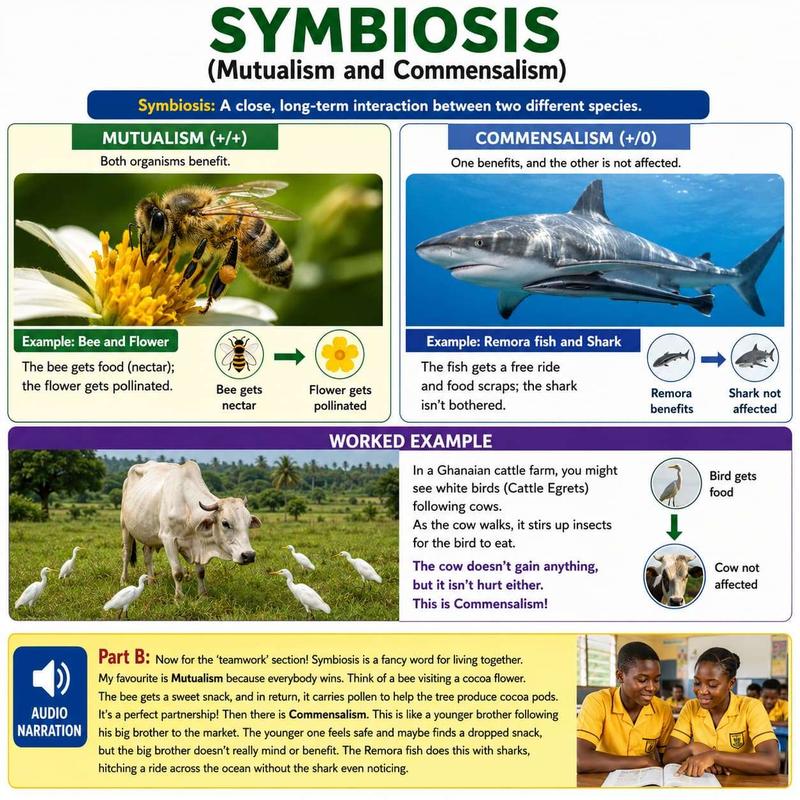 SYMBIOSIS
(Mutualism and Commensalism)
Symbiosis: A close, long-term interaction between two different species.
MUTUALISM (+/+)
Both organisms benefit.
Example: Bee and Flower
The bee gets food (nectar);
the flower gets pollinated.
Bee gets
nectar
Flower gets
pollinated
COMMENSALISM (+/0)
One benefits, and the other is not affected.
Example: Remora fish and Shark
The fish gets a free ride
and food scraps; the shark
isn't bothered.
Remora
benefits
Shark not
affected
WORKED EXAMPLE
In a Ghanaian cattle farm, you might
see white birds (Cattle Egrets)
following cows.
As the cow walks, it stirs up insects
for the bird to eat.
The cow doesn't gain anything,
but it isn't hurt either.
This is Commensalism!
Bird gets
food
Cow not
affected
AUDIO
NARRATION
Part B: Now for the 'teamwork' section! Symbiosis is a fancy word for living together.
My favourite is Mutualism because everybody wins. Think of a bee visiting a cocoa flower.
The bee gets a sweet snack, and in return, it carries pollen to help the tree produce cocoa pods.
It's a perfect partnership! Then there is Commensalism. This is like a younger brother following
his big brother to the market. The younger one feels safe and maybe finds a dropped snack,
but the big brother doesn't really mind or benefit. The Remora fish does this with sharks,
hitching a ride across the ocean without the shark even noticing.